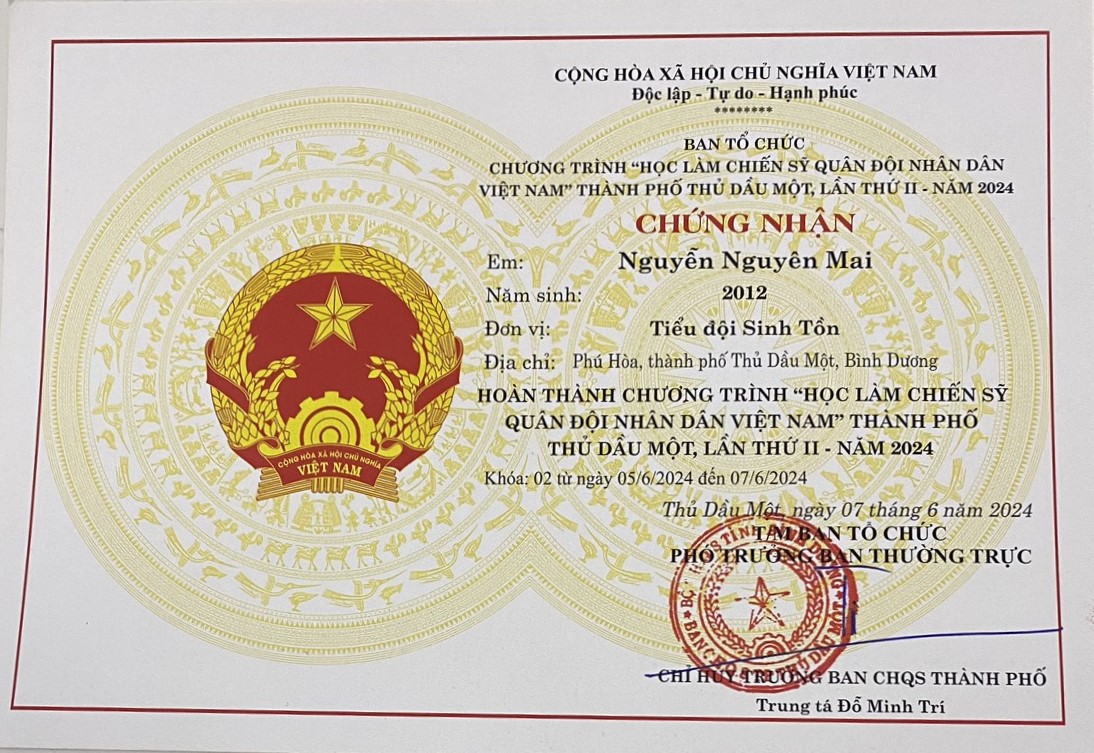 CỘNG HÒA XÃ HỘI CHỦ NGHĨA VIỆT NAM
Độc lập - Tự do - Hạnh phúc
********
BAN TỔ CHỨC
CHƯƠNG TRÌNH “HỌC LÀM CHIẾN SỸ QUÂN ĐỘI NHÂN DÂN
VIỆT NAM” THÀNH PHỐ THỦ DẦU MỘT, LẦN THỨ II - NĂM 2024
CHỨNG NHẬN
Em: Nguyễn Nguyên Mai
Năm sinh: 2012
Đơn vị: Tiểu đội Sinh Tồn
Địa chỉ: Phú Hòa, thành phố Thủ Dầu Một, Bình Dương
HOÀN THÀNH CHƯƠNG TRÌNH “HỌC LÀM CHIẾN SỸ
QUÂN ĐỘI NHÂN DÂN VIỆT NAM” THÀNH PHỐ
THỦ DẦU MỘT, LẦN THỨ II - NĂM 2024
Khóa: 02 từ ngày 05/6/2024 đến 07/6/2024
Thủ Dầu Một, ngày 07 tháng 6 năm 2024
T/M BAN TỔ CHỨC
PHÓ TRƯỞNG BAN THƯỜNG TRỰC
CHỈ HUY TRƯỞNG BAN CHQS THÀNH PHỐ
Trung tá Đỗ Minh Trí
CỘNG HÒA XÃ HỘI CHỦ NGHĨA
VIỆT NAM